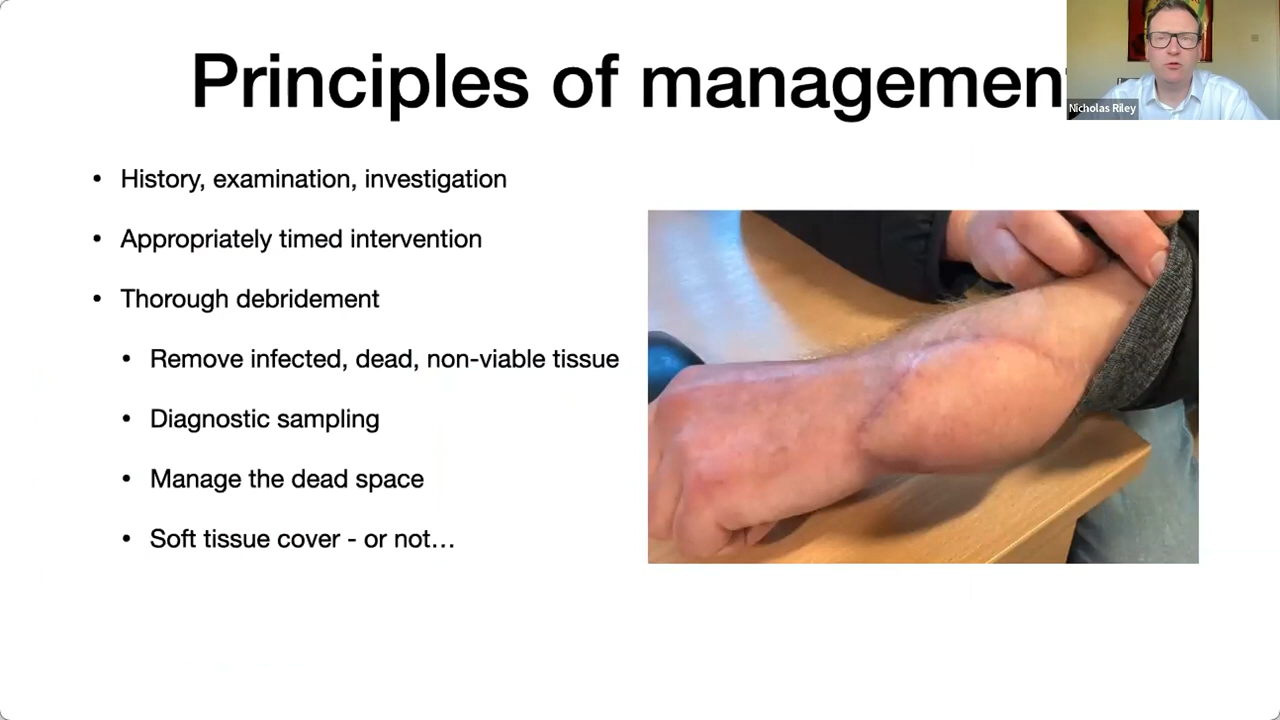 Principles of managemen
Nicholas Riley
• History, examination, investigation
• Appropriately timed intervention
• Thorough debridement
• Remove infected, dead, non-viable tissue
• Diagnostic sampling
• Manage the dead space
• Soft tissue cover - or not…